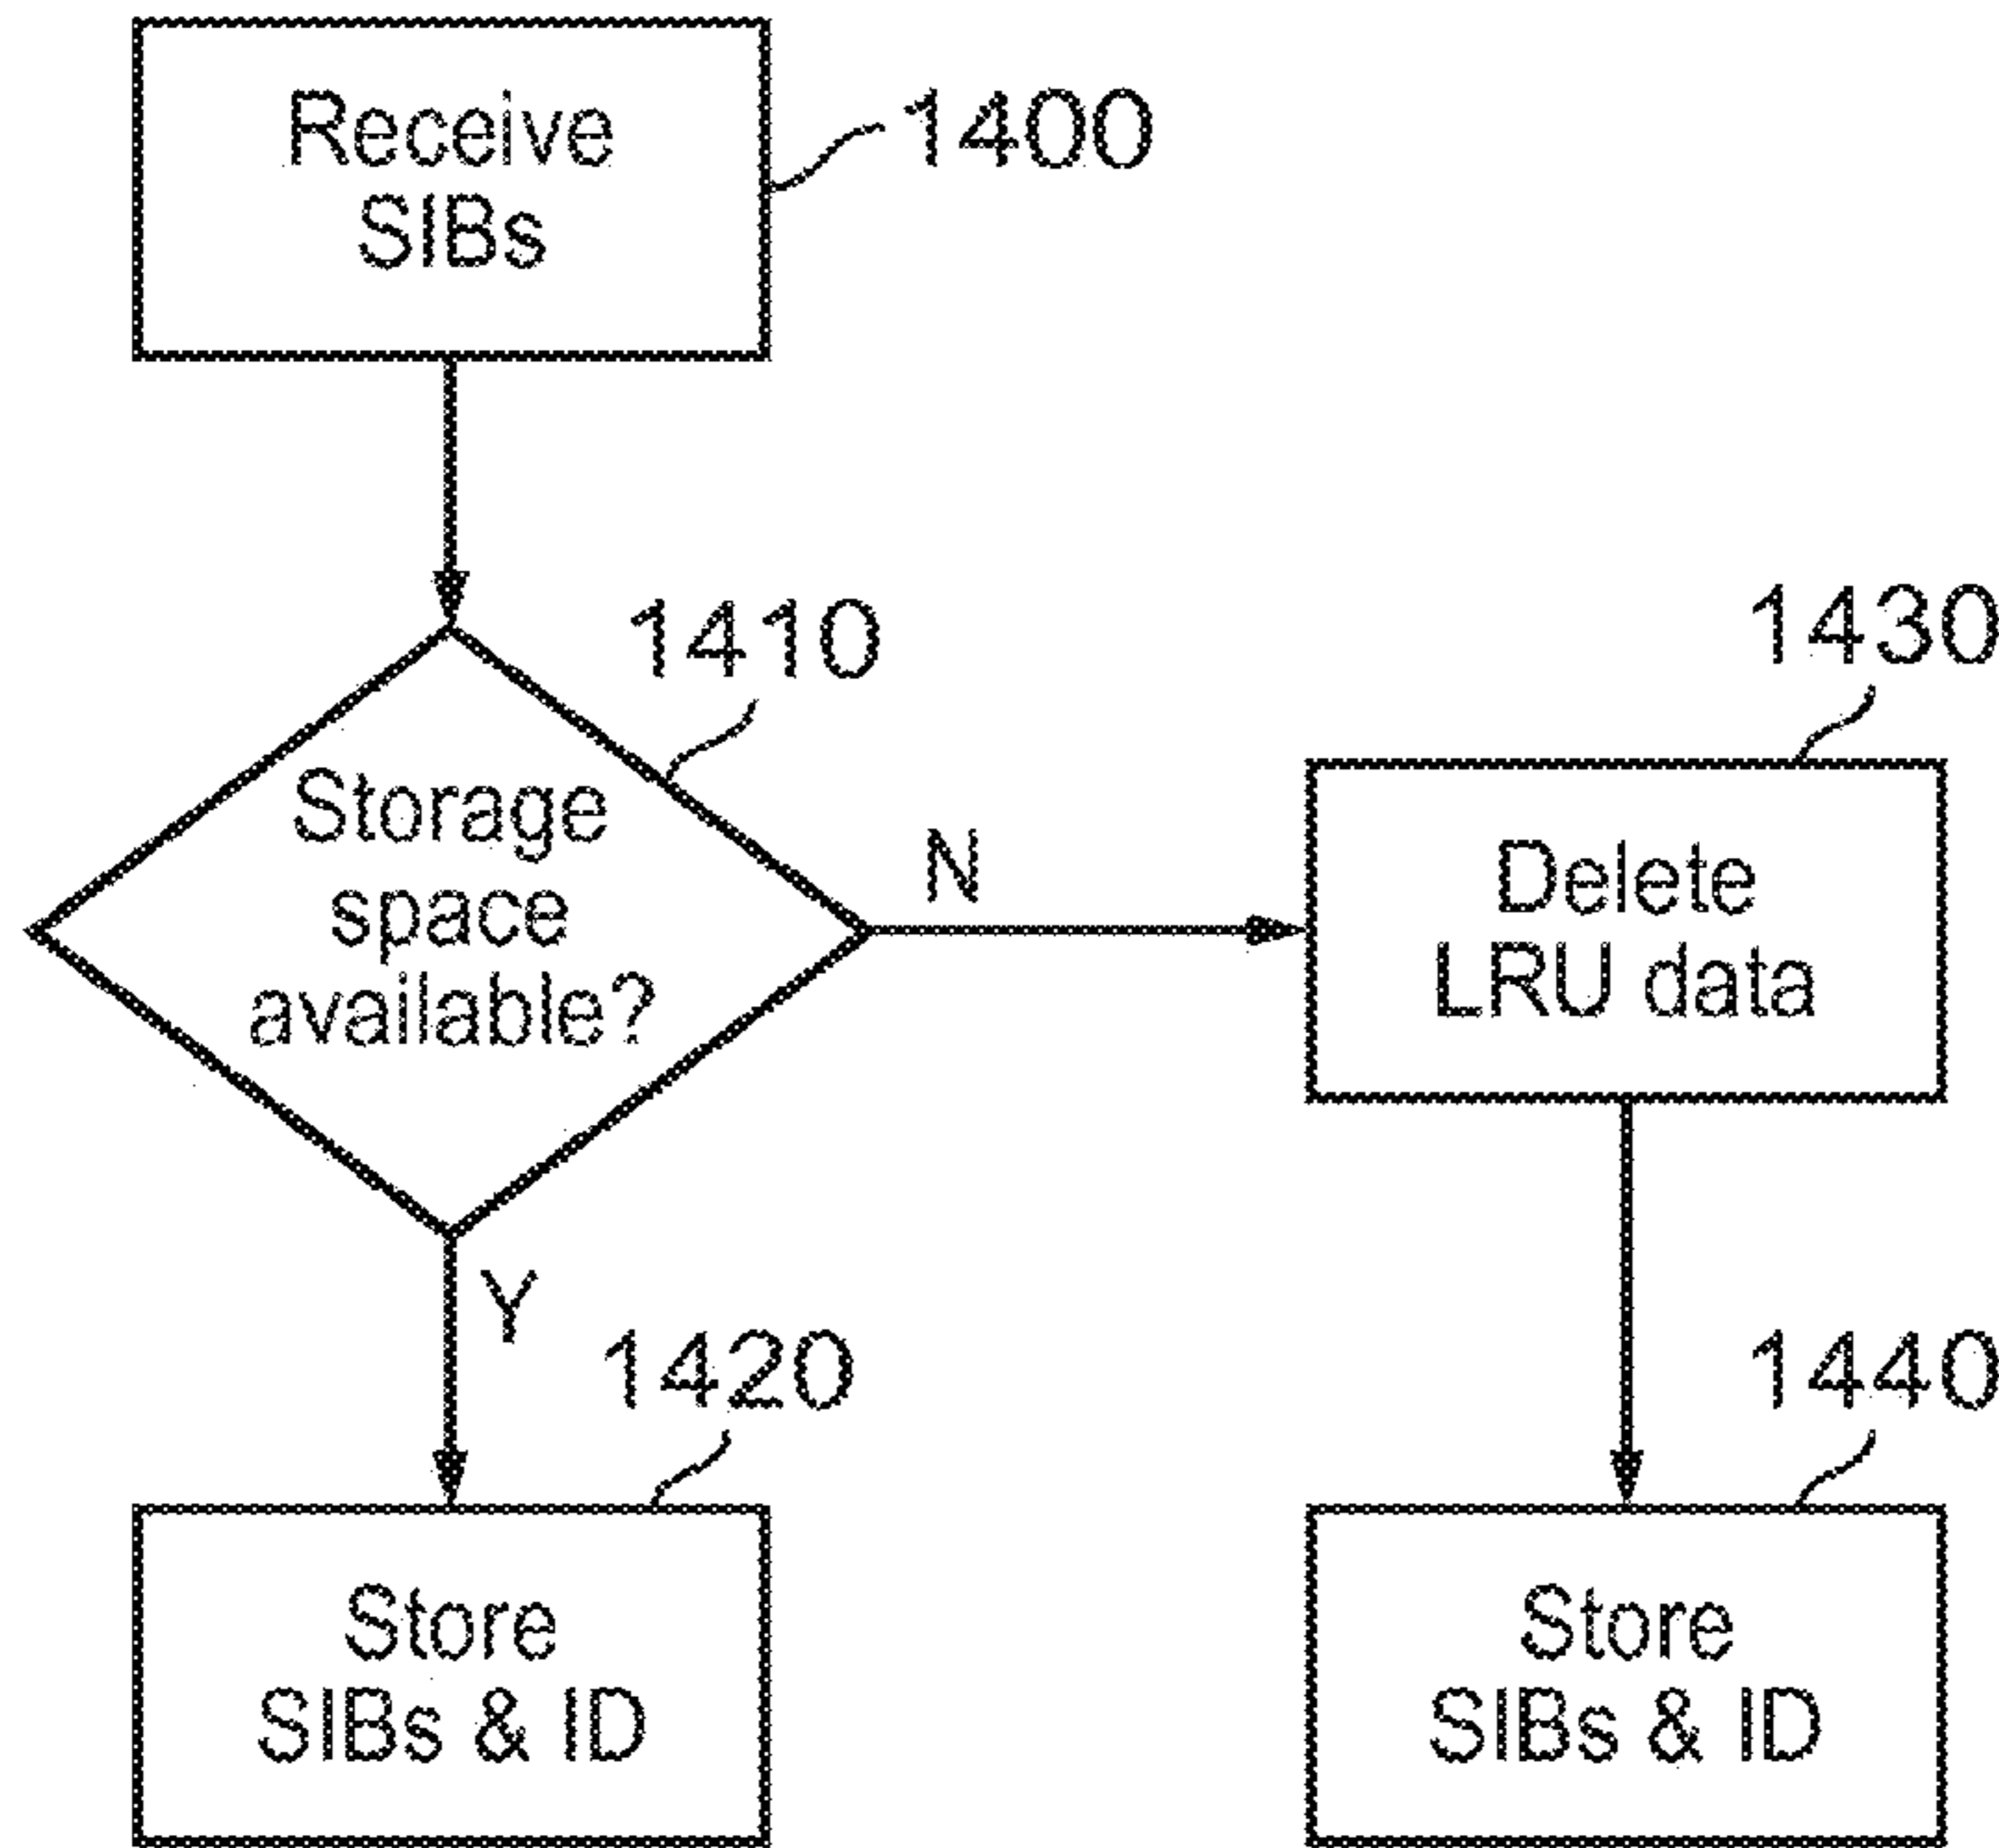 Receive
SIBs
1400
1410
Storage
space
available?
N
Y
1430
Delete
LRU data
1420
Store
SIBs & ID
1440
Store
SIBs & ID